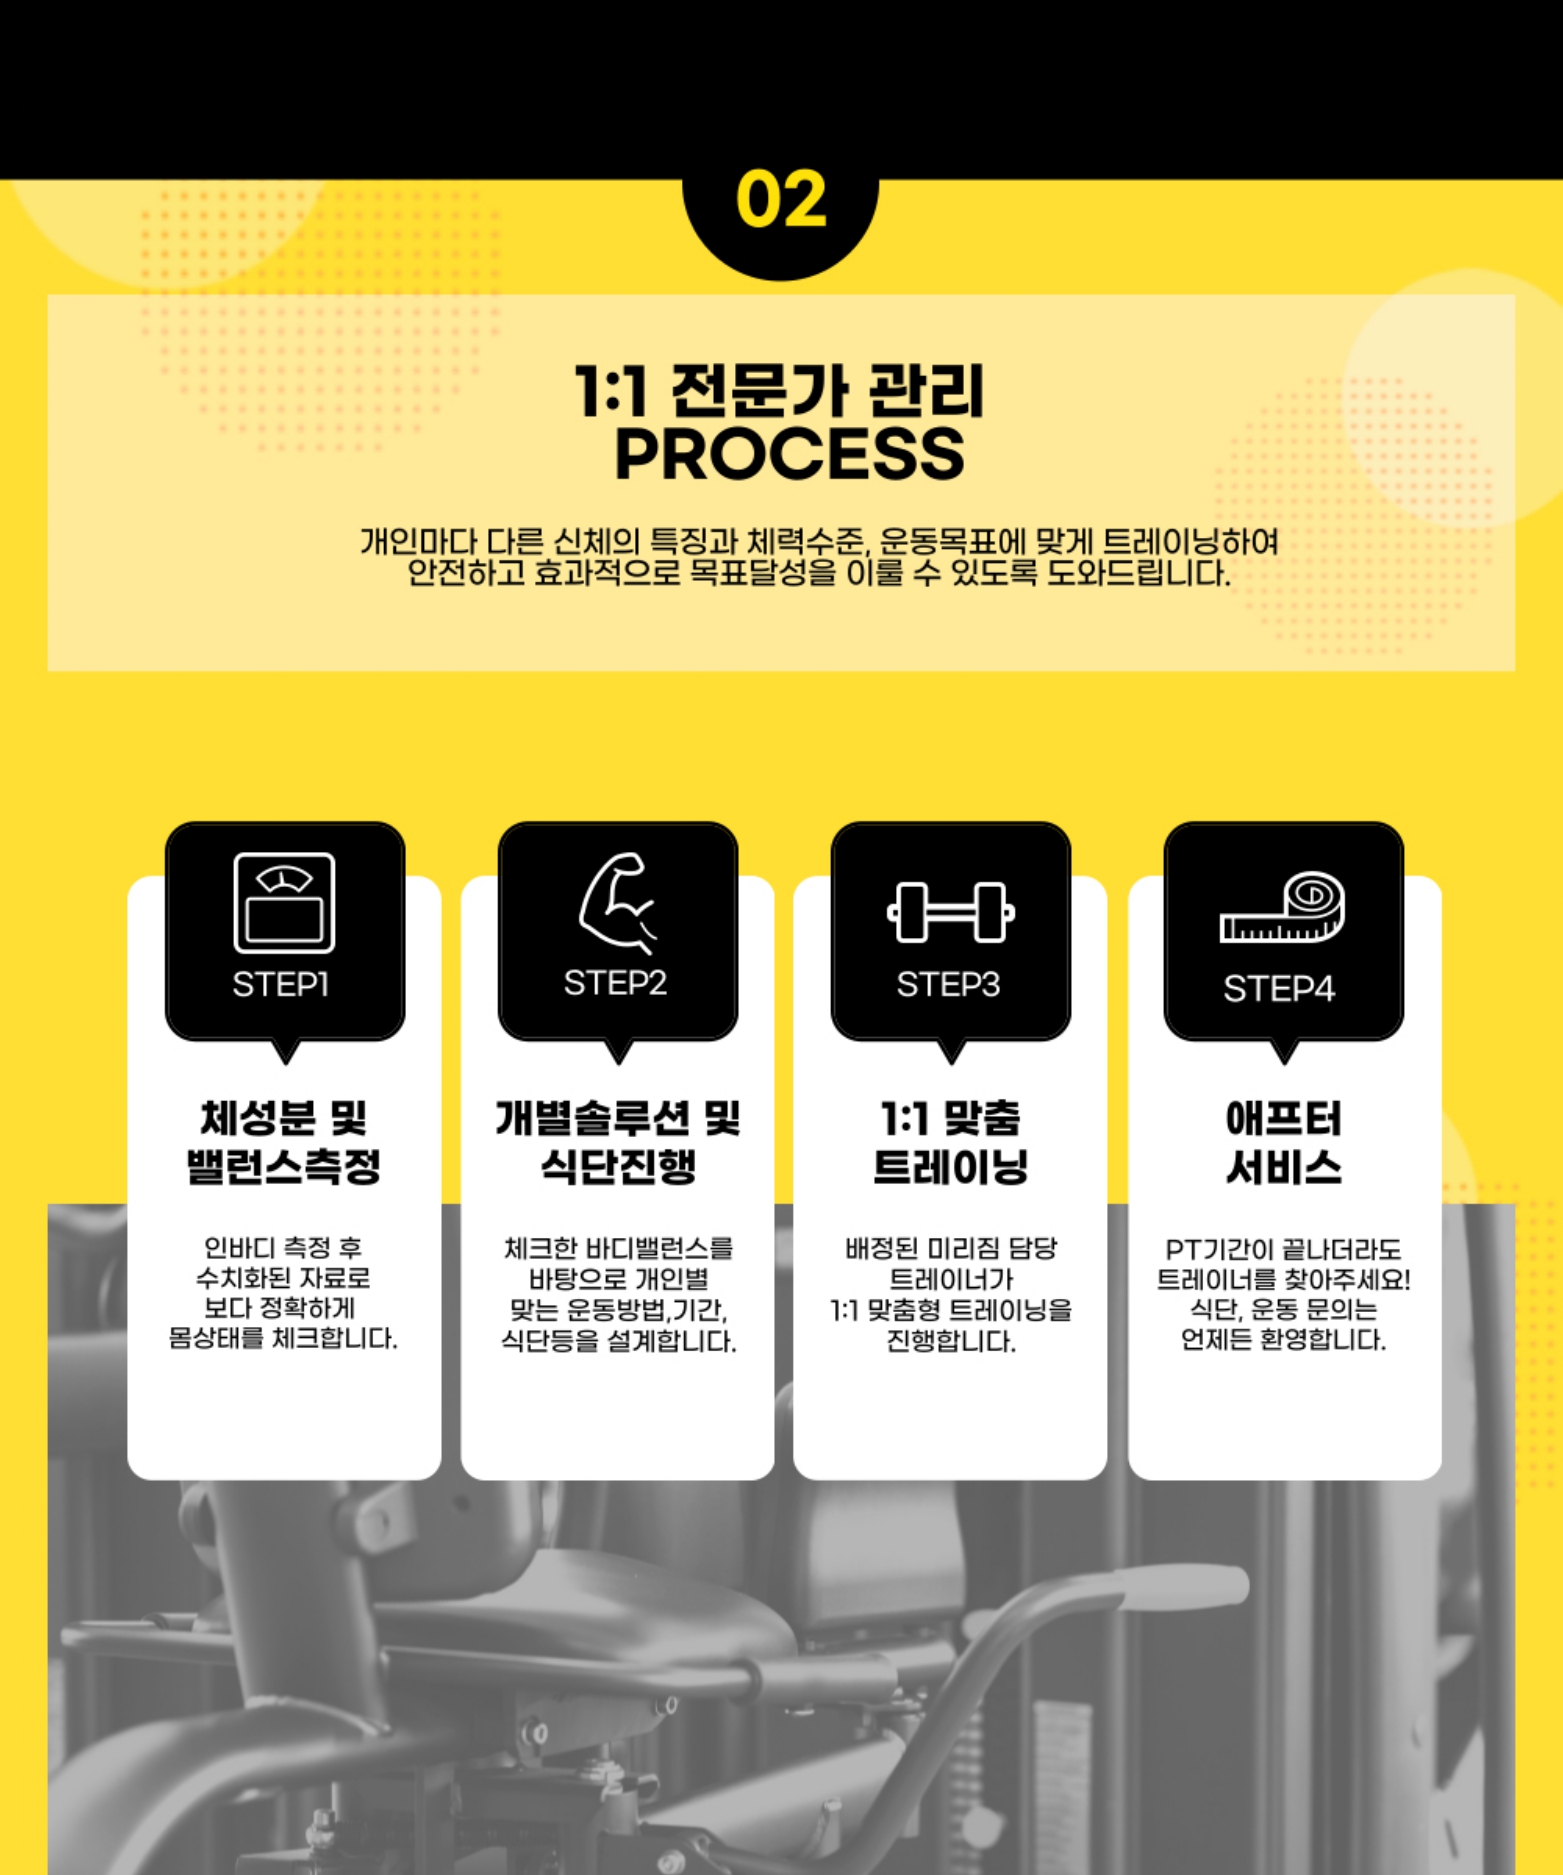 02
1:1 전문가 관리
PROCESS
개인마다 다른 신체의 특징과 체력수준, 운동목표에 맞게 트레이닝하여
안전하고 효과적으로 목표달성을 이룰 수 있도록 도와드립니다.
STEP1
체성분 및
밸런스측정
인바디 측정 후
수치화된 자료로
보다 정확하게
몸상태를 체크합니다.
STEP2
개별솔루션 및
식단진행
체크한 바디밸런스를
바탕으로 개인별
맞는 운동방법,기간,
식단등을 설계합니다.
STEP3
1:1 맞춤
트레이닝
배정된 미리짐 담당
트레이너가
1:1 맞춤형 트레이닝을
진행합니다.
STEP4
애프터
서비스
PT기간이 끝나더라도
트레이너를 찾아주세요!
식단, 운동 문의는
언제든 환영합니다.